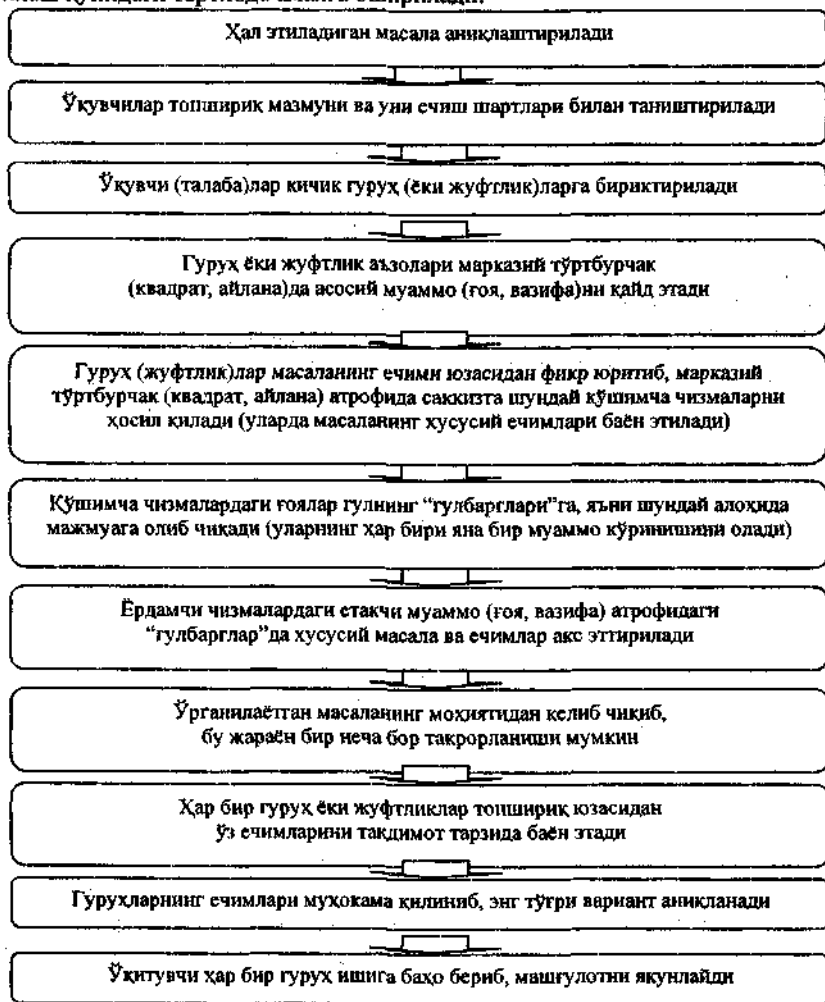 Ҳал этиладиган масала аниқлаштирилади
Ўқувчилар топшириқ мазмуни ва уни ечиш шартлари билан таништирилади
Ўқувчи (талаба)лар кичик гуруҳ (ёки жуфтлик)ларга бириктирилади
Гуруҳ ёки жуфтлик аъзолари марказий тўртбурчак
(квадрат, айлана)да асосий муаммо (ғоя, вазифа)ни қайд этади
Гуруҳ (жуфтлик)лар масаланинг ечими юзасидан фикр юритиб, марказий
тўртбурчак (квадрат, айлана) атрофида саккизта шундай қўшимча чизмаларни
ҳосил қилади (уларда масаланинг хусусий ечимлари баён этилади)
Қўшимча чизмалардаги ғоялар гулнинг “гулбарглари”га, яъни шундай алоҳида
мажмуага олиб чиқади (уларнинг ҳар бири яна бир муаммо кўринишини олади)
Ёрдамчи чизмалардаги етакчи муаммо (ғоя, вазифа) атрофидаги
“гулбарглар”да хусусий масала ва ечимлар акс эттирилади
Ўрганилаётган масаланинг моҳиятидан келиб чиқиб,
бу жараён бир неча бор такрорланиши мумкин
Ҳар бир гуруҳ ёки жуфтликлар топшириқ юзасидан
ўз ечимларини тақдимот тарзида баён этади
Гуруҳларнинг ечимлари муҳокама қилиниб, энг тўғри вариант аниқланади
Ўқитувчи ҳар бир гуруҳ ишига баҳо бериб, машғулотни якунлайди